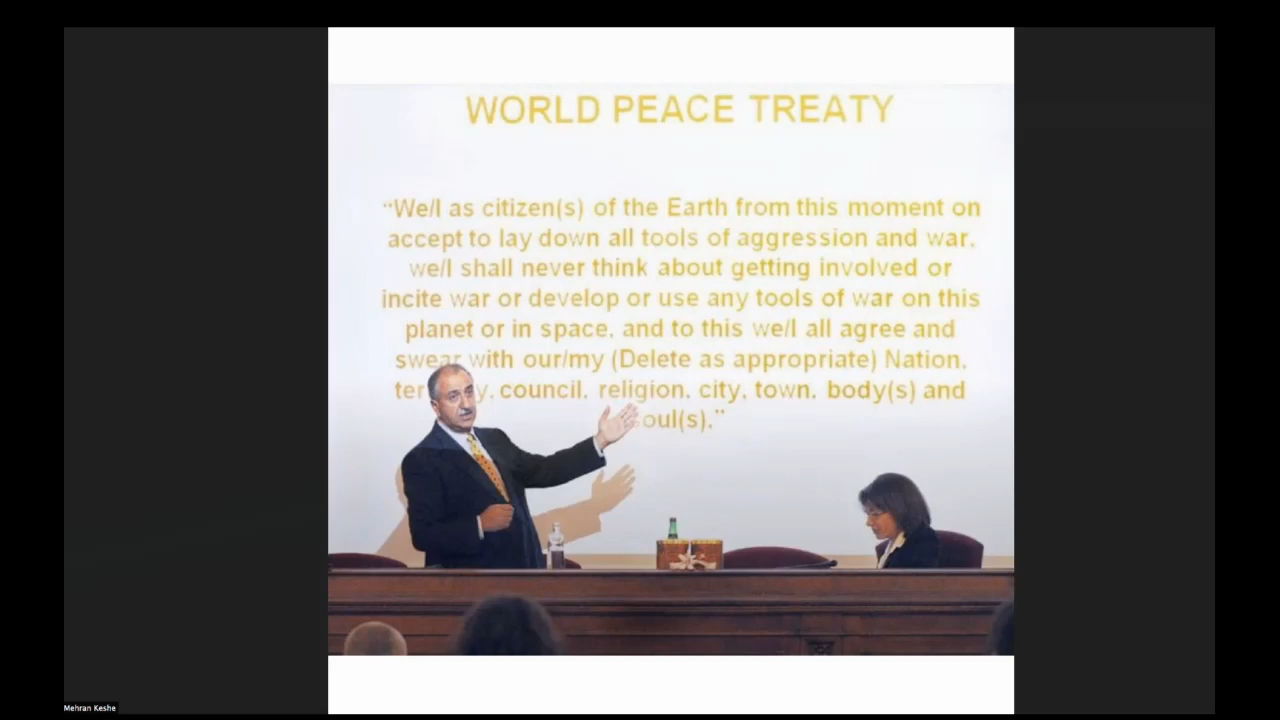 WORLD PEACE TREATY
“We/I as citizen(s) of the Earth from this moment on
accept to lay down all tools of aggression and war,
we/I shall never think about getting involved or
incite war or develop or use any tools of war on this
planet or in space, and to this we/I all agree and
swear with our/my (Delete as appropriate) Nation,
council, religion, city, town, body(s) and
oul(s).”
Mehran Keshe